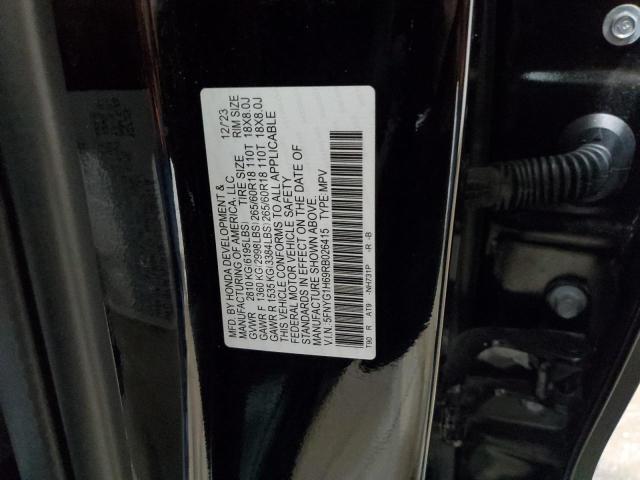 MFD. BY HONDA DEVELOPMENT & 12/23
MANUFACTURING OF AMERICA, LLC
TIRE SIZE RIM SIZE
GVWR 2810 KG(6195LBS)
GAWR F 1360 KG(2998LBS) 265/60R18 110T 18X8.0J
GAWR R 1535 KG(3384LBS) 265/60R18 110T 18X8.0J
THIS VEHICLE CONFORMS TO ALL APPLICABLE
FEDERAL MOTOR VEHICLE SAFETY
STANDARDS IN EFFECT ON THE DATE OF
MANUFACTURE SHOWN ABOVE.
V.I.N. 5FNYG1H69RB026415 TYPE MPV
T90 R AT9 -NH731P -R -B